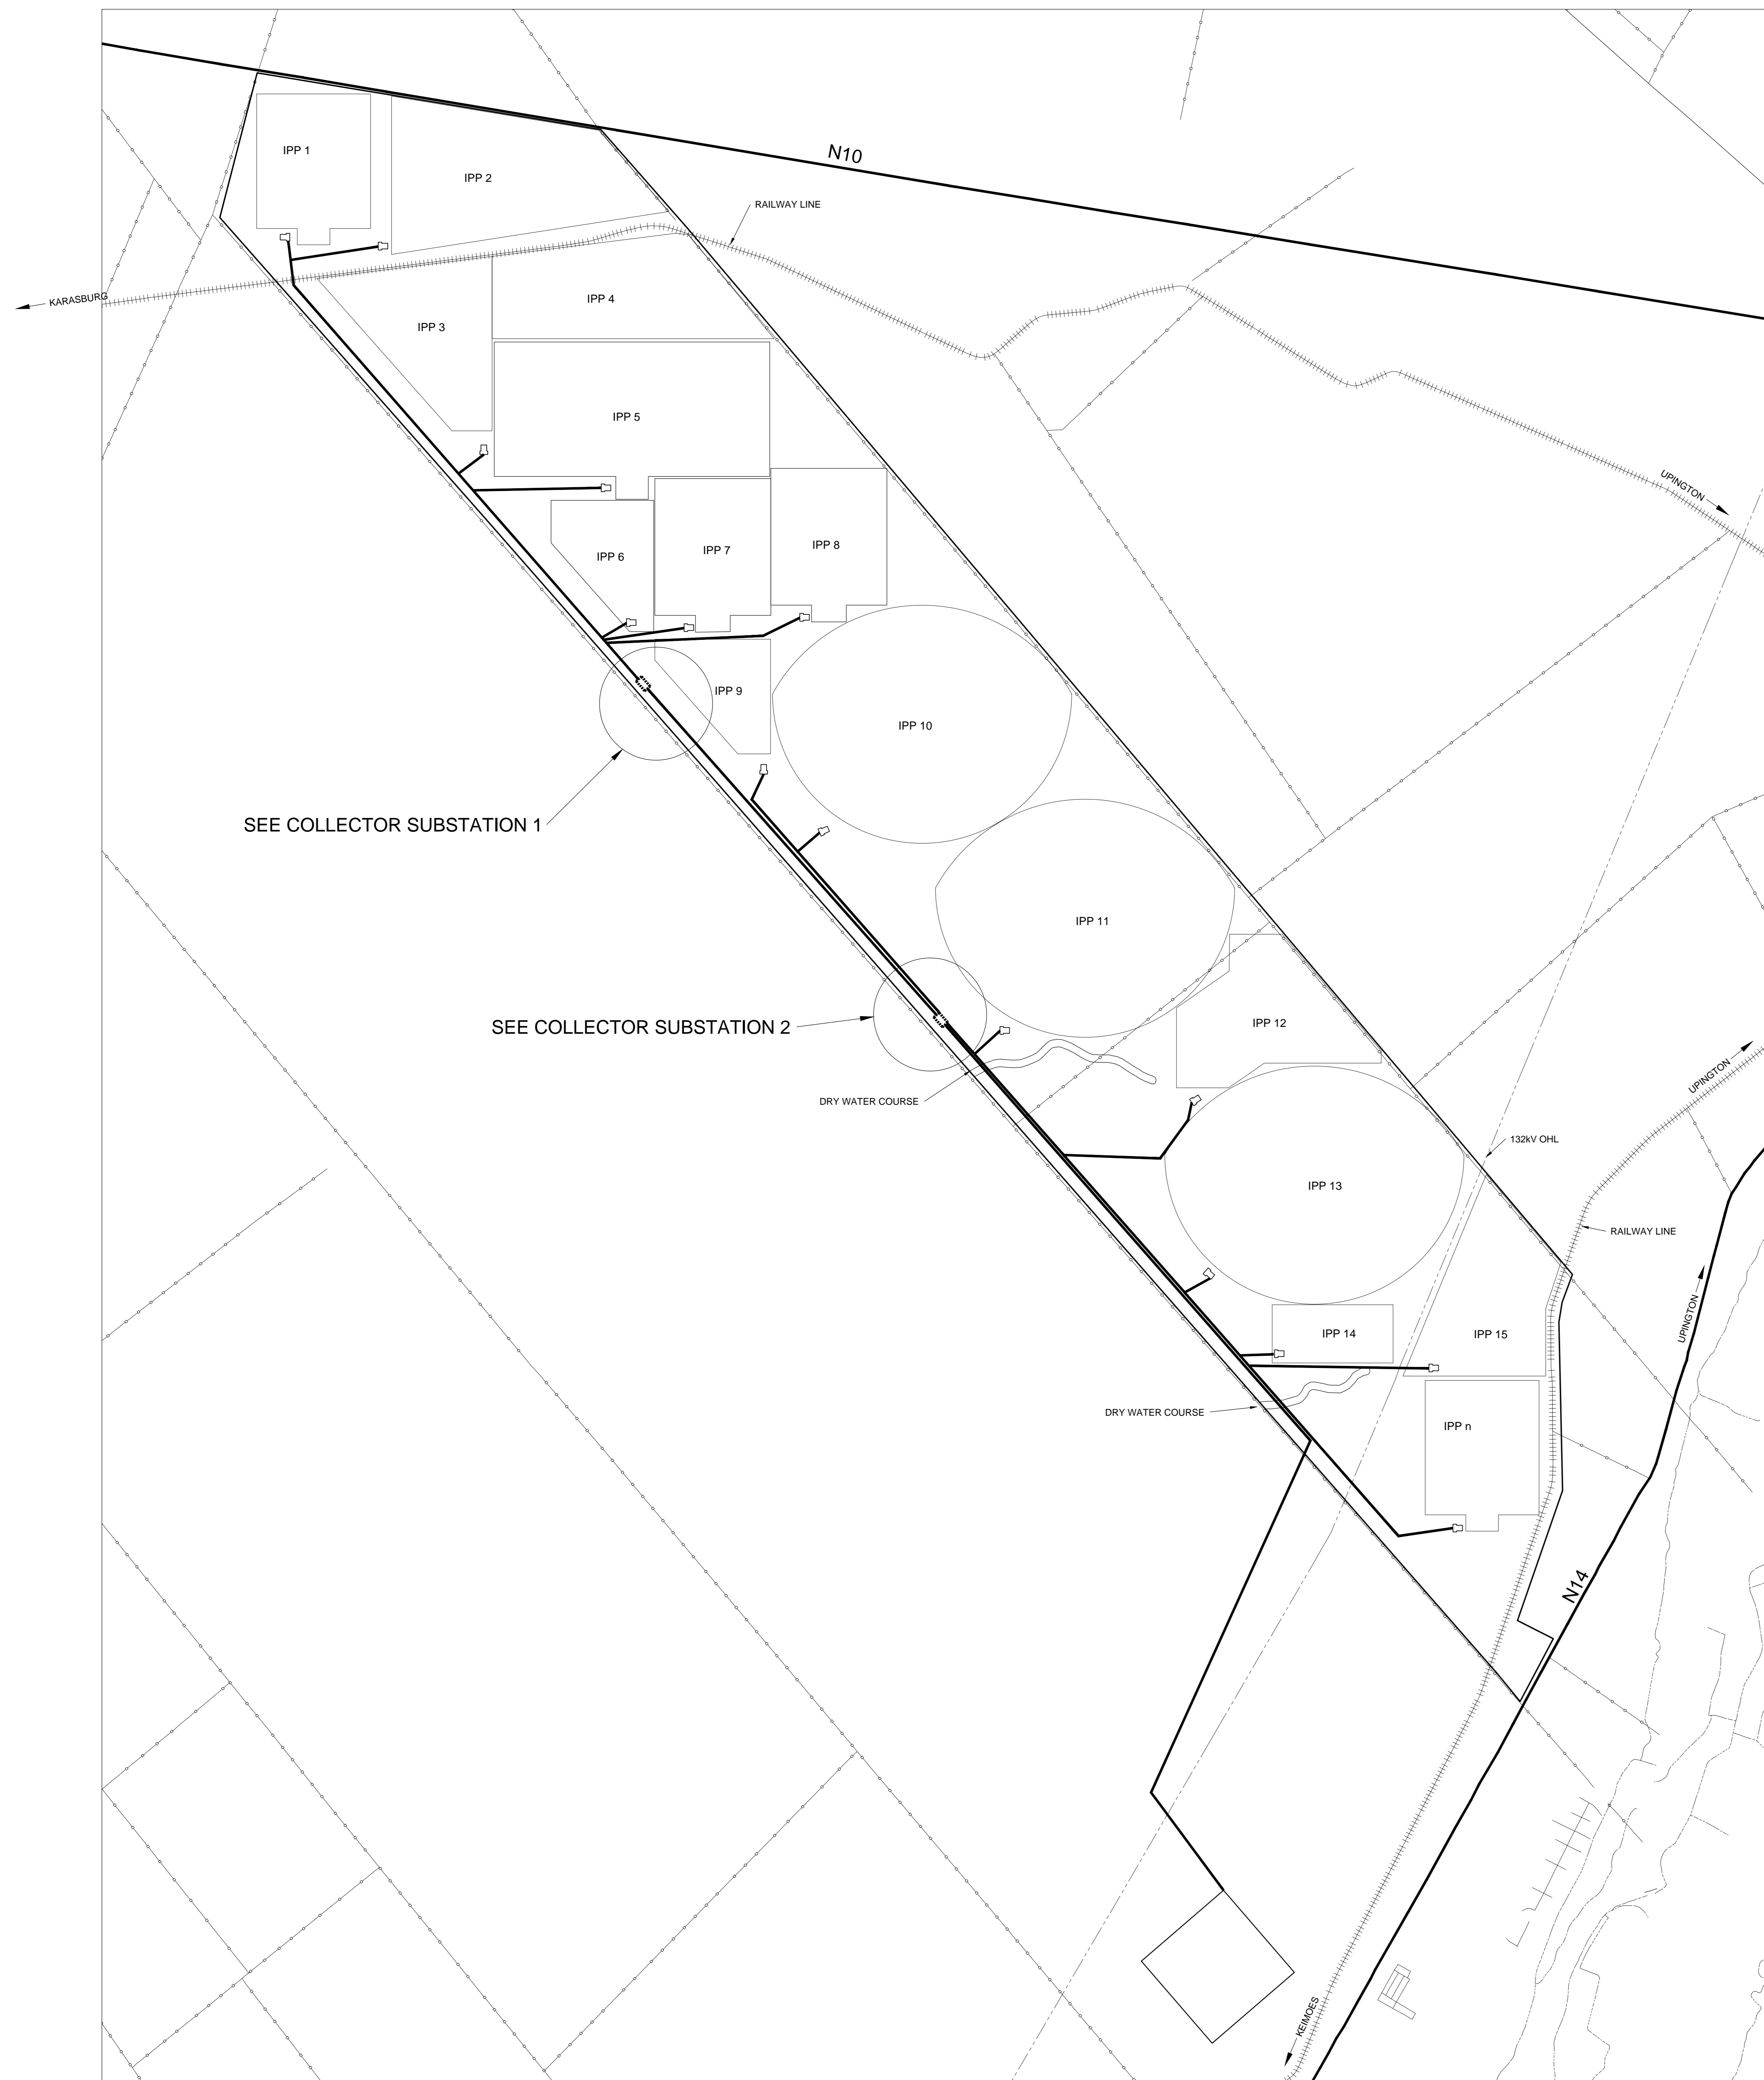 N10
IPP 1
IPP 2
RAILWAY LINE
KARASBURG
IPP 4
IPP 3
IPP 5
UPINGTON
IPP 6
IPP 7
IPP 8
IPP 9
IPP 10
SEE COLLECTOR SUBSTATION 1
IPP 11
SEE COLLECTOR SUBSTATION 2
IPP 12
DRY WATER COURSE
UPINGTON
132kV OHL
IPP 13
RAILWAY LINE
UPINGTON
IPP 14
IPP 15
DRY WATER COURSE
IPP n
N14
KEIMOES